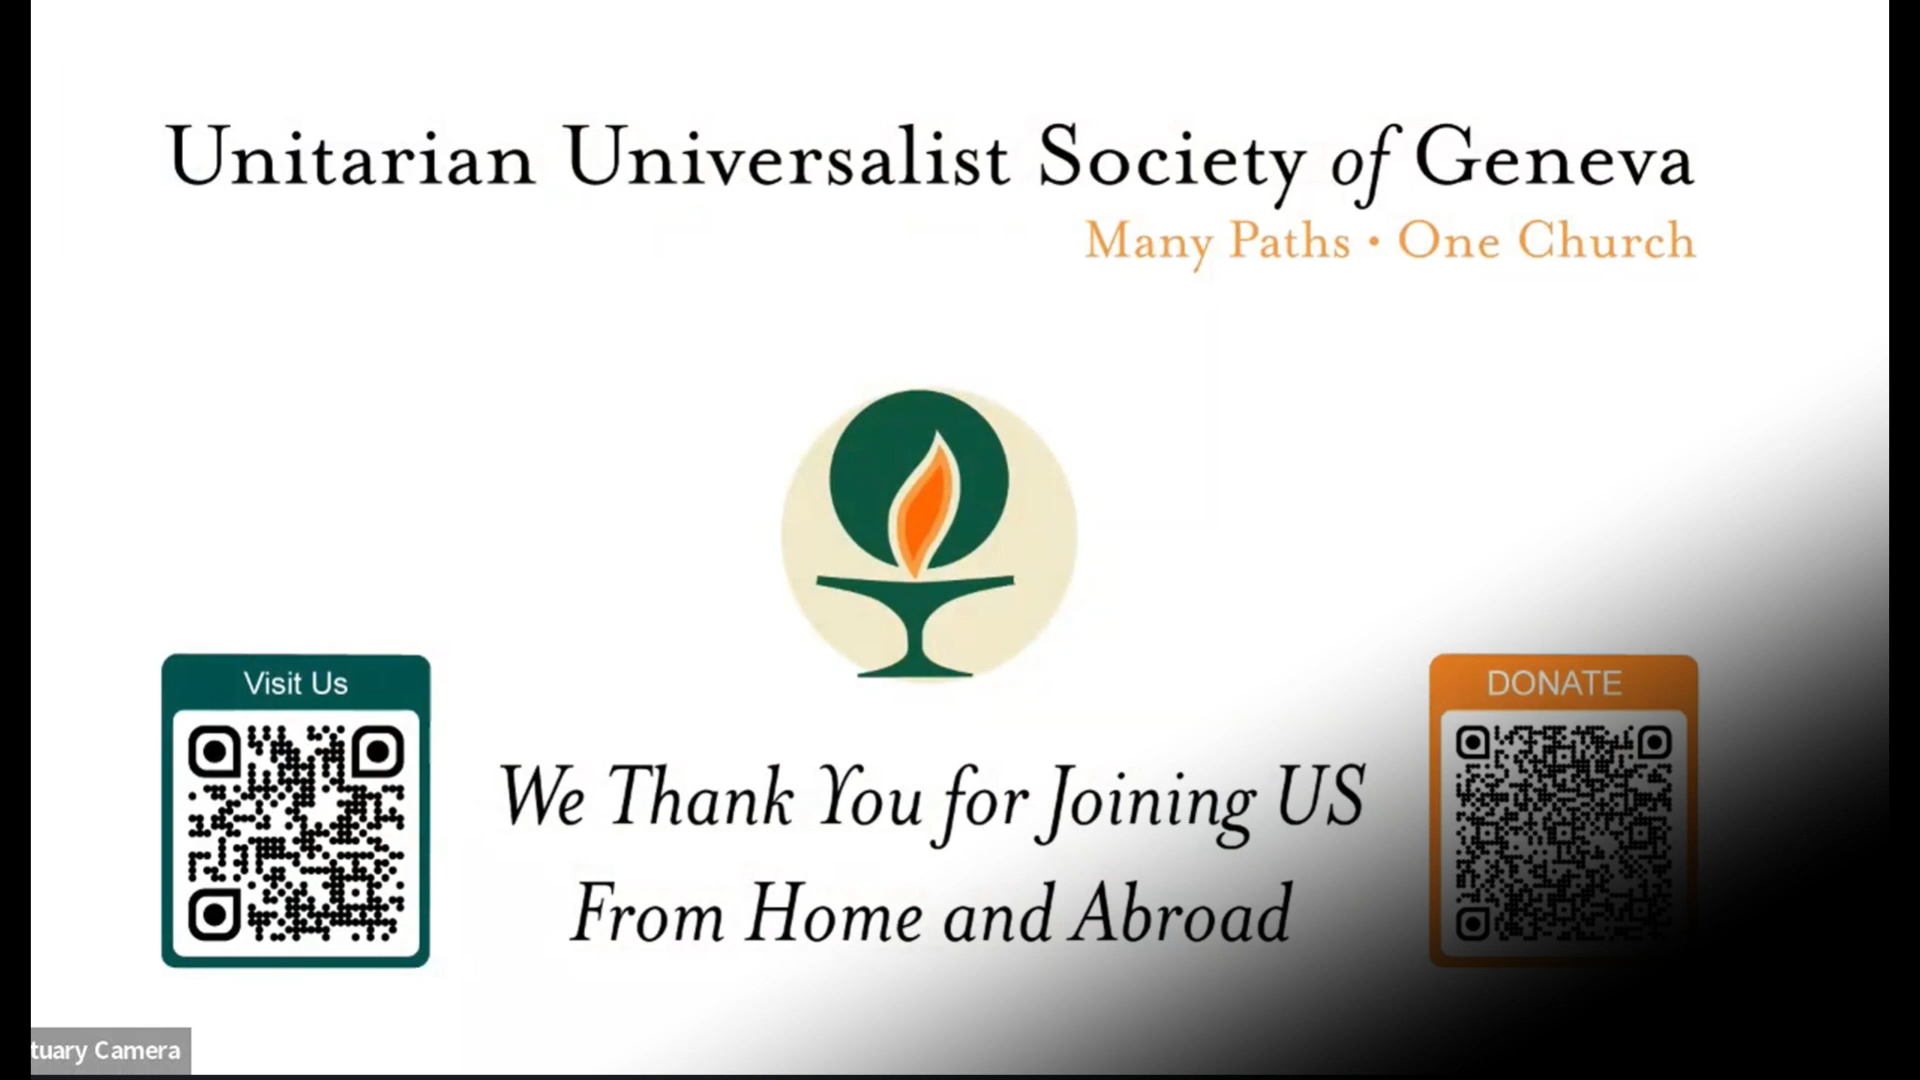 Unitarian Universalist Society of Geneva
Many Paths • One Church
Visit Us
DONATE
We Thank You for Joining US
From Home and Abroad
tuary Camera